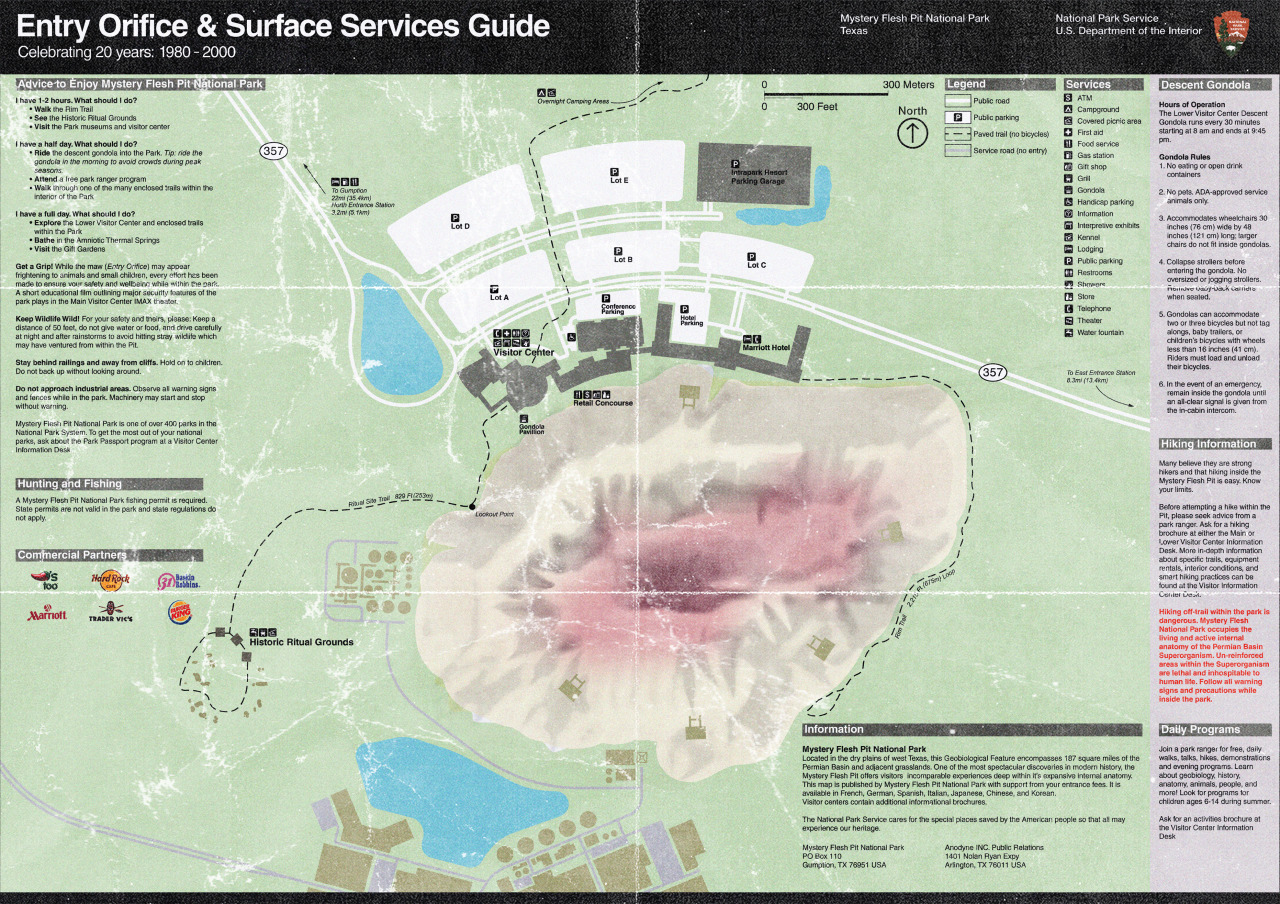 Entry Orifice & Surface Services Guide
Celebrating 20 years: 1980 - 2000
Mystery Flesh Pit National Park
Texas
National Park Service
U.S. Department of the Interior
NATIONAL
PARK
SERVICE
Advice to Enjoy Mystery Flesh Pit National Park
I have 1-2 hours. What should I do?
• Walk the Rim Trail
• See the Historic Ritual Grounds
• Visit the Park museums and visitor center
I have a half day. What should I do?
• Ride the descent gondola into the Park. Tip: ride the
gondola in the morning to avoid crowds during peak
seasons.
• Attend a free park ranger program
• Walk through one of the many enclosed trails within the
interior of the Park
I have a full day. What should I do?
• Explore the Lower Visitor Center and enclosed trails
within the Park
• Bathe in the Amniotic Thermal Springs
• Visit the Gift Gardens
Get a Grip! While the maw (Entry Orifice) may appear
frightening to animals and small children, every effort has been
made to ensure your safety and wellbeing while within the park.
A short educational film outlining major security features of the
park plays in the Main Visitor Center IMAX theater.
Keep Wildlife Wild! For your safety and theirs, please: Keep a
distance of 50 feet, do not give water or food, and drive carefully
at night and after rainstorms to avoid hitting stray wildlife which
may have ventured from within the Pit.
Stay behind railings and away from cliffs. Hold on to children.
Do not back up without looking around.
Do not approach industrial areas. Observe all warning signs
and fences while in the park. Machinery may start and stop
without warning.
Mystery Flesh Pit National Park is one of over 400 parks in the
National Park System. To get the most out of your national
parks, ask about the Park Passport program at a Visitor Center
Information Desk
Hunting and Fishing
A Mystery Flesh Pit National Park fishing permit is required.
State permits are not valid in the park and state regulations do
not apply.
Commercial Partners
'S
too
Hard Rock
CAFE
31
Baskin
Robbins
Marriott
TRADER VIC'S
BURGER
KING
357
To Gumption
22mi (35.4km)
Hurth Entrance Station
3.2mi (5.1km)
Overnight Camping Areas
0
300 Meters
0
300 Feet
North
P
Lot E
P
Intrapark Resort
Parking Garage
P
Lot D
P
Lot B
P
Lot C
P
Lot A
P
Conference
Parking
P
Hotel
Parking
Visitor Center
Marriott Hotel
Retail Concourse
Gondola
Pavilion
357
To East Entrance Station
8.3mi (13.4km)
Ritual Site Trail 829 Ft (253m)
Lookout Point
Historic Ritual Grounds
Rim Trail
Ft (675m) Loop
Legend
Public road
P
Public parking
Paved trail (no bicycles)
Service road (no entry)
Services
$
ATM
Campground
Covered picnic area
First aid
Food service
Gas station
Gift shop
Grill
Gondola
Handicap parking
Information
Interpretive exhibits
Kennel
Lodging
P
Public parking
Restrooms
Showers
Store
Telephone
Theater
Water fountain
Descent Gondola
Hours of Operation
The Lower Visitor Center Descent
Gondola runs every 30 minutes
starting at 8 am and ends at 9:45
pm.
Gondola Rules
1. No eating or open drink
containers
2. No pets. ADA-approved service
animals only.
3. Accommodates wheelchairs 30
inches (76 cm) wide by 48
inches (121 cm) long; larger
chairs do not fit inside gondolas.
4. Collapse strollers before
entering the gondola. No
oversized or jogging strollers.
Remove baby-back carriers
when seated.
5. Gondolas can accommodate
two or three bicycles but not tag
alongs, baby trailers, or
children's bicycles with wheels
less than 16 inches (41 cm).
Riders must load and unload
their bicycles.
6. In the event of an emergency,
remain inside the gondola until
an all-clear signal is given from
the in-cabin intercom.
Hiking Information
Many believe they are strong
hikers and that hiking inside the
Mystery Flesh Pit is easy. Know
your limits.
Before attempting a hike within the
Pit, please seek advice from a
park ranger. Ask for a hiking
brochure at either the Main or
Lower Visitor Center Information
Desk. More in-depth information
about specific trails, equipment
rentals, interior conditions, and
smart hiking practices can be
found at the Visitor Information
Center Desk.
Hiking off-trail within the park is
dangerous. Mystery Flesh
National Park occupies the
living and active internal
anatomy of the Permian Basin
Superorganism. Un-reinforced
areas within the Superorganism
are lethal and inhospitable to
human life. Follow all warning
signs and precautions while
inside the park.
Information
Mystery Flesh Pit National Park
Located in the dry plains of west Texas, this Geobiological Feature encompasses 187 square miles of the
Permian Basin and adjacent grasslands. One of the most spectacular discoveries in modern history, the
Mystery Flesh Pit offers visitors incomparable experiences deep within it's expansive internal anatomy.
This map is published by Mystery Flesh Pit National Park with support from your entrance fees. It is
available in French, German, Spanish, Italian, Japanese, Chinese, and Korean.
Visitor centers contain additional informational brochures.
The National Park Service cares for the special places saved by the American people so that all may
experience our heritage.
Mystery Flesh Pit National Park
PO Box 110
Gumption, TX 76951 USA
Anodyne INC. Public Relations
1401 Nolan Ryan Expy
Arlington, TX 76011 USA
Daily Programs
Join a park ranger for free, daily
walks, talks, hikes, demonstrations
and evening programs. Learn
about geobiology, history,
anatomy, animals, people, and
more! Look for programs for
children ages 6-14 during summer.
Ask for an activities brochure at
the Visitor Center Information
Desk